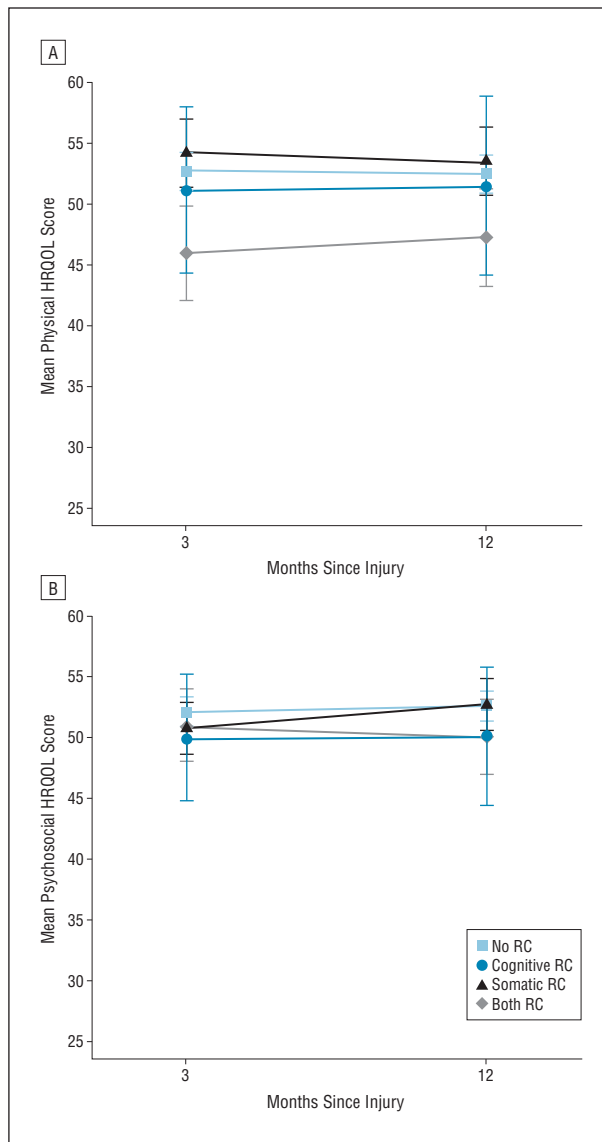 A
60
55
50
45
40
35
30
25
Mean Physical HRQOL Score
3
12
Months Since Injury
B
60
55
50
45
40
35
30
25
Mean Psychosocial HRQOL Score
No RC
Cognitive RC
Somatic RC
Both RC
3
12
Months Since Injury